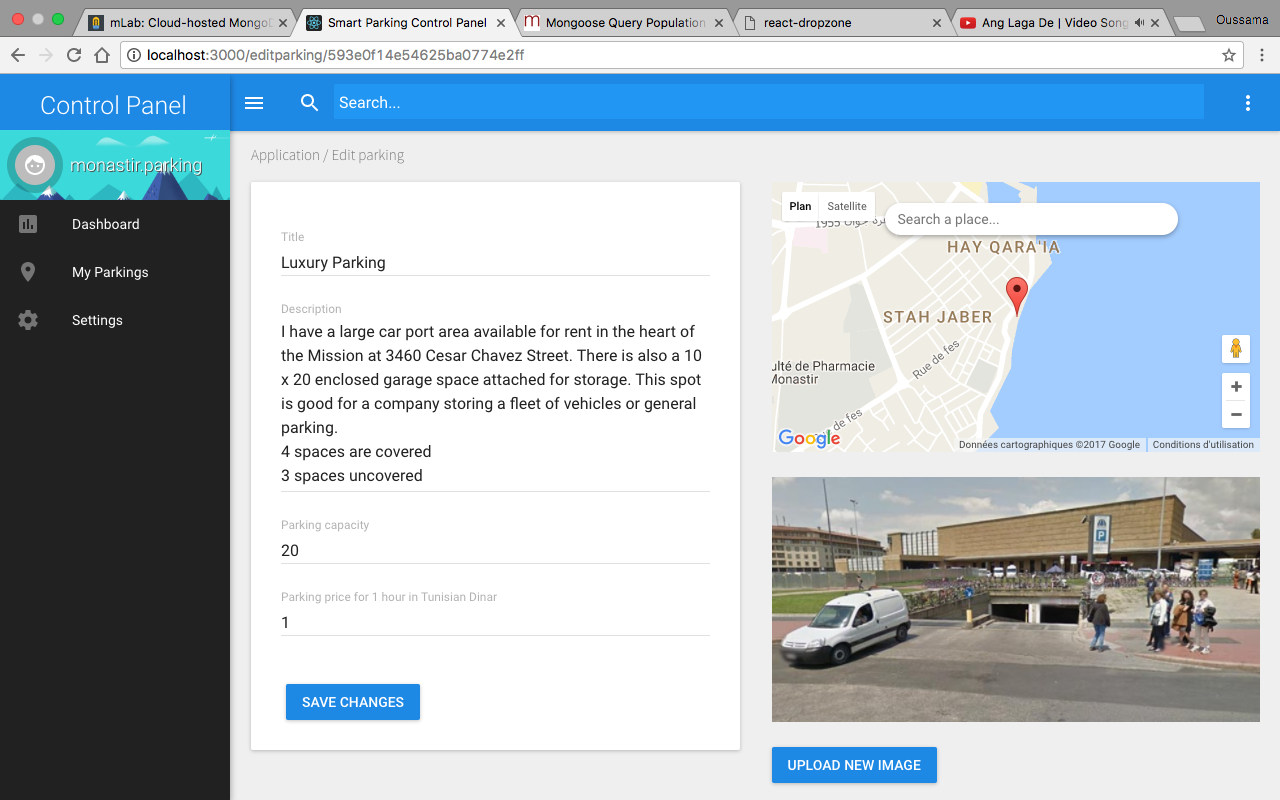 mLab: Cloud-hosted MongoD
Smart Parking Control Panel
Mongoose Query Population
react-dropzone
Ang Laga De | Video Song
Oussama
localhost:3000/editparking/593e0f14e54625ba0774e2ff
Control Panel
Search...
monastir.parking
Dashboard
My Parkings
Settings
Application / Edit parking
Title
Luxury Parking
Description
I have a large car port area available for rent in the heart of
the Mission at 3460 Cesar Chavez Street. There is also a 10
x 20 enclosed garage space attached for storage. This spot
is good for a company storing a fleet of vehicles or general
parking.
4 spaces are covered
3 spaces uncovered
Parking capacity
20
Parking price for 1 hour in Tunisian Dinar
1
SAVE CHANGES
Plan
Satellite
Search a place...
1955
HAY QARA'IA
STAH JABER
ulté de Pharmacie
Monastir
Rue de fes
de fes
Google
Données cartographiques ©2017 Google
Conditions d'utilisation
P
UPLOAD NEW IMAGE